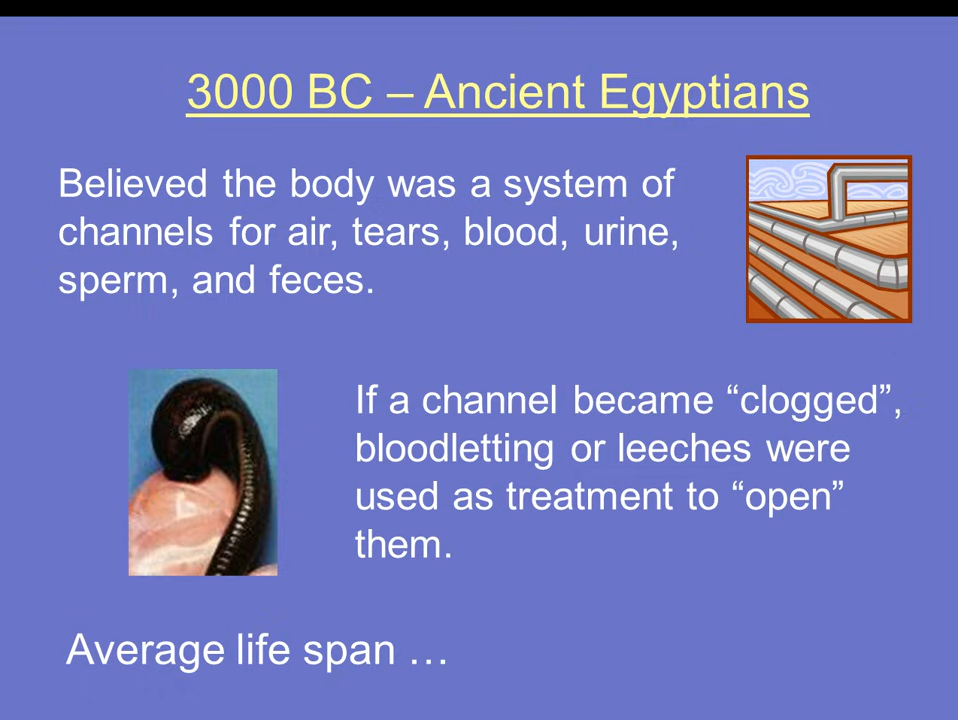 3000 BC – Ancient Egyptians
Believed the body was a system of
channels for air, tears, blood, urine,
sperm, and feces.
If a channel became “clogged”,
bloodletting or leeches were
used as treatment to “open”
them.
Average life span …